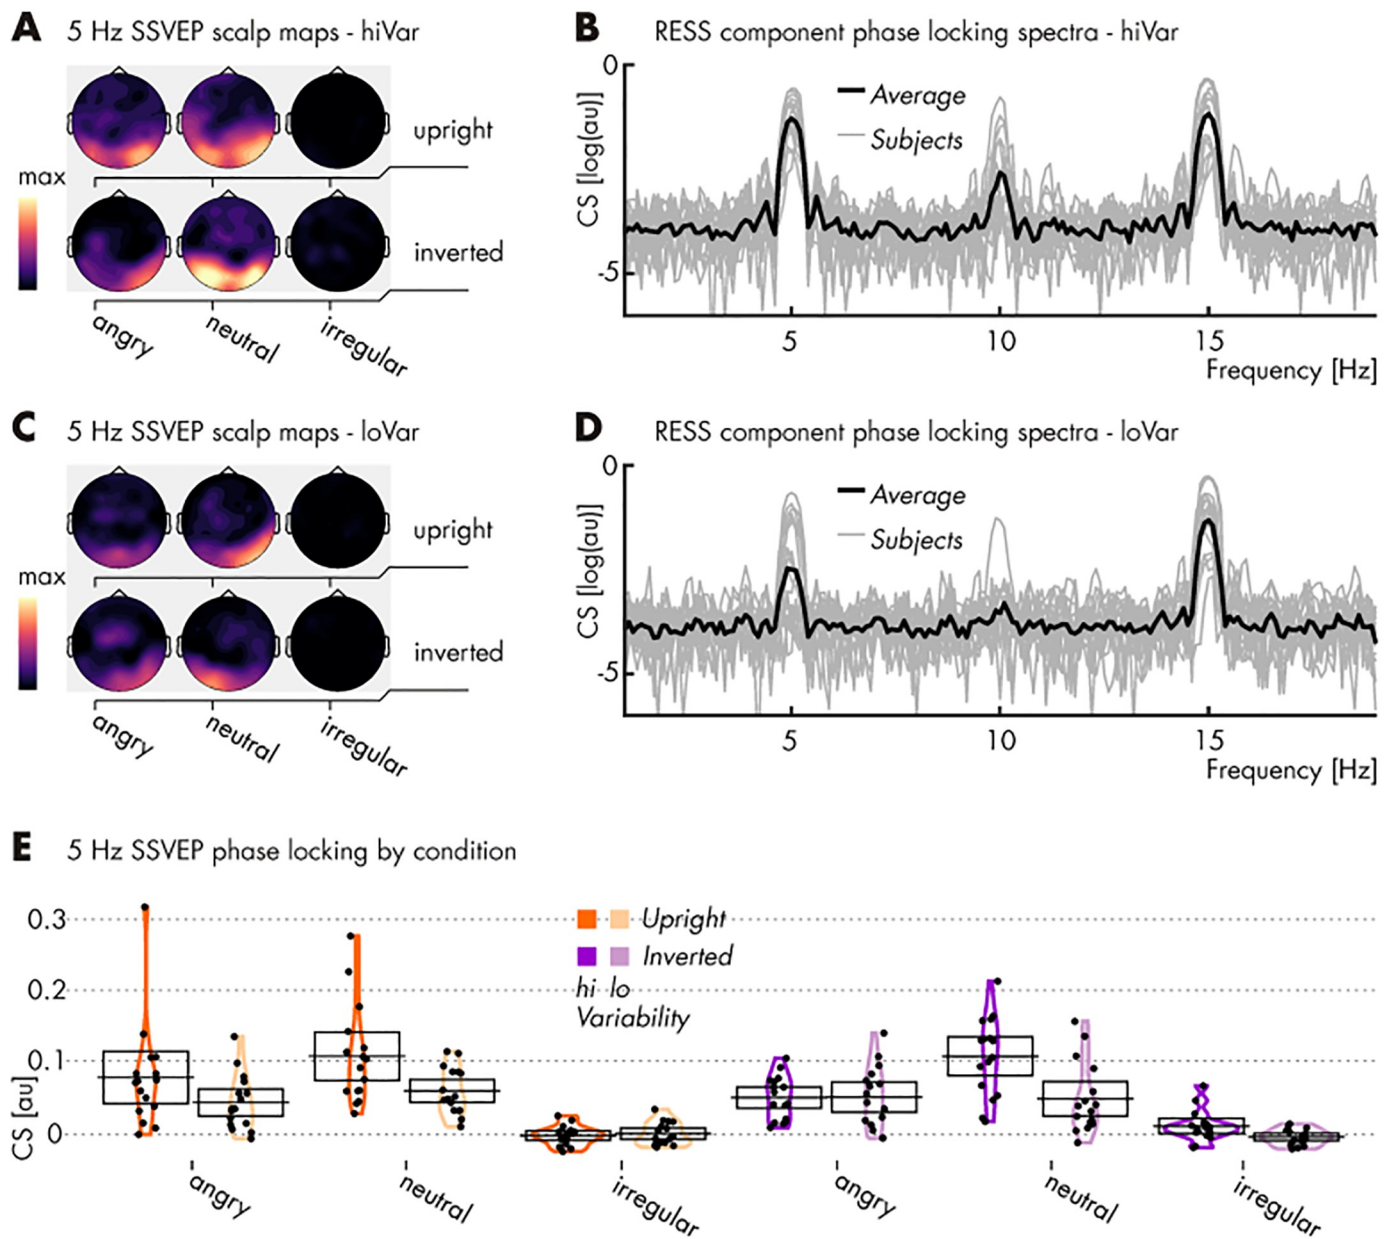 A 5 Hz SSVEP scalp maps - hiVar
upright
max
inverted
angry
neutral
irregular
B RESS component phase locking spectra - hiVar
0
CS [log(au)]
Average
Subjects
-5
5 10 15
Frequency [Hz]
C 5 Hz SSVEP scalp maps - loVar
upright
max
inverted
angry
neutral
irregular
D RESS component phase locking spectra - loVar
0
CS [log(au)]
Average
Subjects
-5
5 10 15
Frequency [Hz]
E 5 Hz SSVEP phase locking by condition
0.3
0.2
0.1
0
CS [au]
Upright
Inverted
hi lo
Variability
angry
neutral
irregular
angry
neutral
irregular